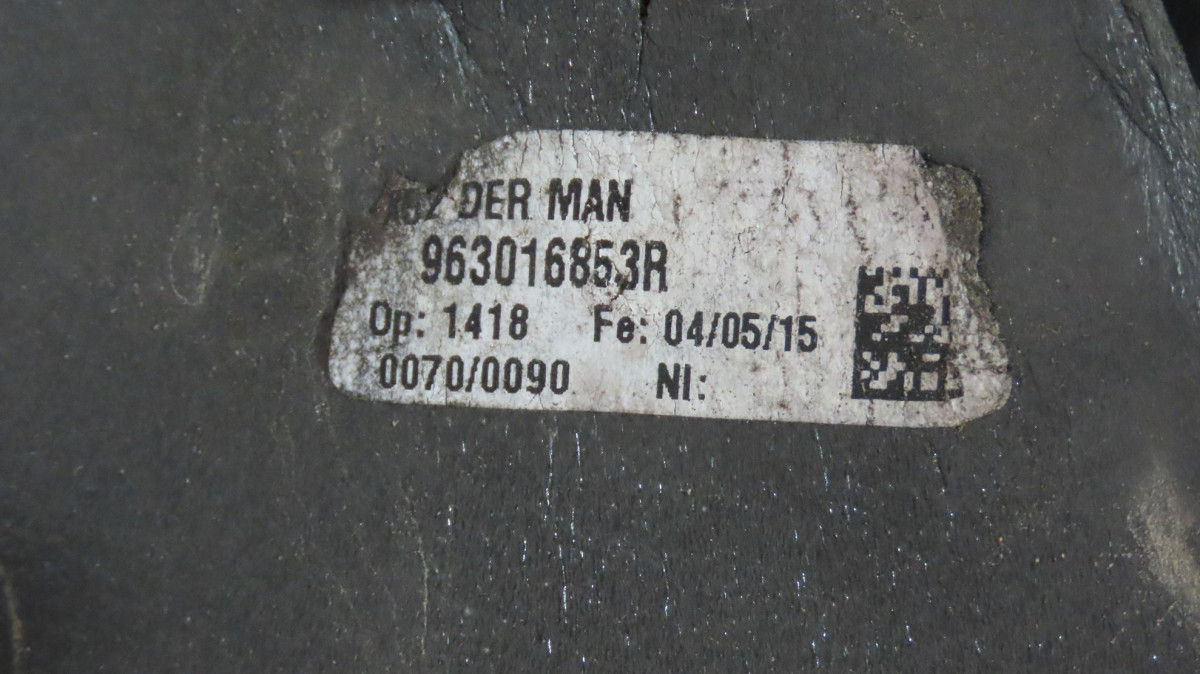 DER MAN
963016853R
Op: 1418 Fe: 04/05/15
0070/0090 NI: